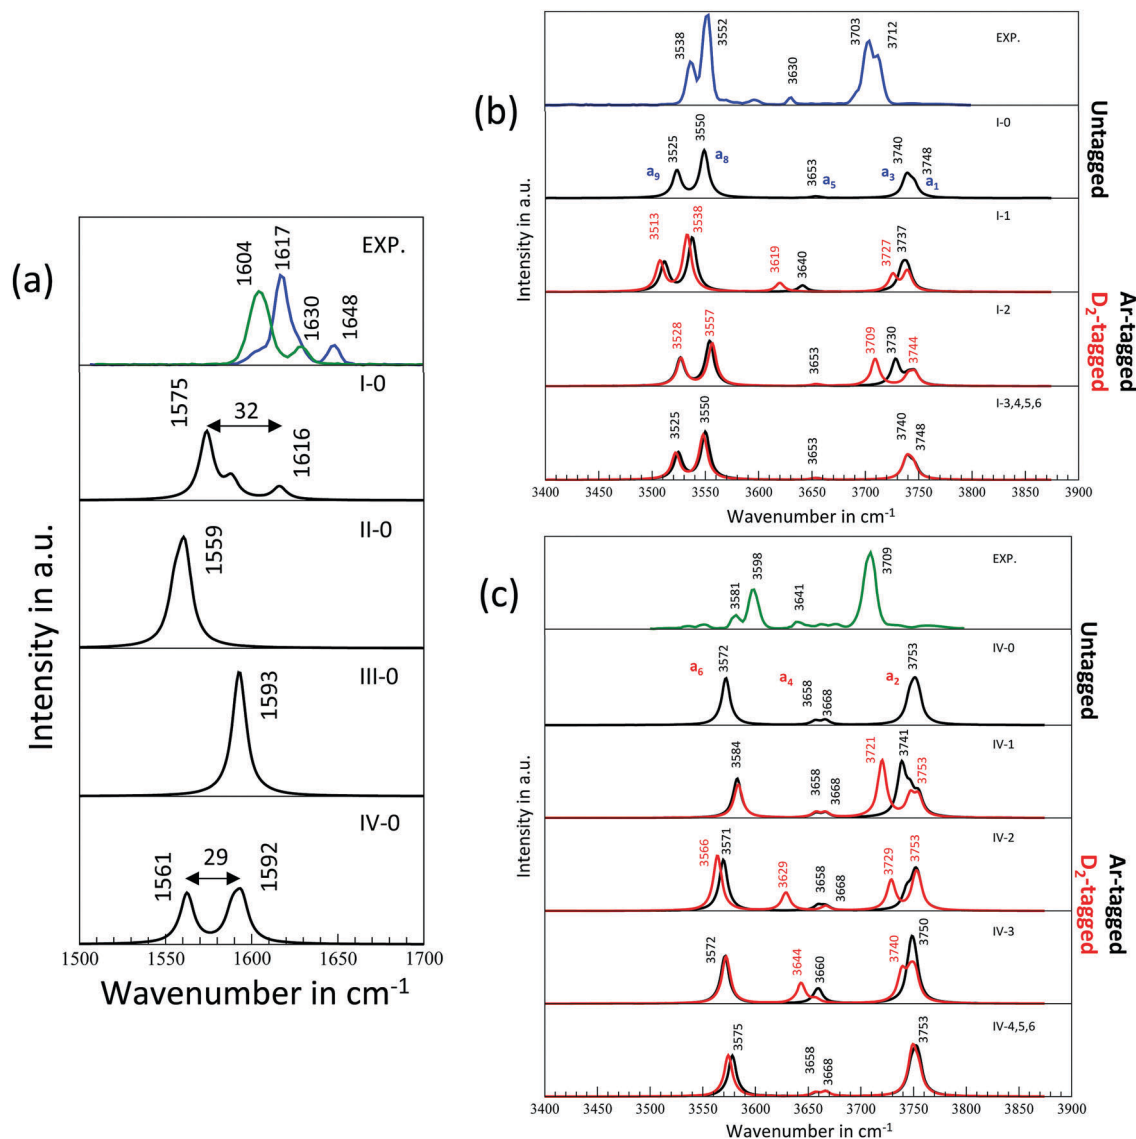 (a)
EXP.
1604
1617
1630
1648
I-0
1575
32
1616
II-0
1559
III-0
1593
IV-0
1561
29
1592
1500
1550
1600
1650
1700
Wavenumber in cm-1
Intensity in a.u.
(b)
EXP.
3538
3552
3630
3703
3712
I-0
3525
3550
3653
3740
3748
a9
a8
a5
a3
a1
I-1
3513
3538
3619
3640
3727
3737
I-2
3528
3557
3653
3709
3730
3744
I-3,4,5,6
3525
3550
3653
3740
3748
3400
3450
3500
3550
3600
3650
3700
3750
3800
3850
3900
Wavenumber in cm-1
Intensity in a.u.
Untagged
Ar-tagged
D2-tagged
(c)
EXP.
3581
3598
3641
3709
IV-0
a6
3572
a4
3658
3668
a2
3753
IV-1
3584
3658
3668
3721
3741
3753
IV-2
3566
3571
3629
3658
3668
3729
3753
IV-3
3572
3644
3660
3740
3750
IV-4,5,6
3575
3658
3668
3753
3400
3450
3500
3550
3600
3650
3700
3750
3800
3850
3900
Wavenumber in cm-1
Intensity in a.u.
Untagged
Ar-tagged
D2-tagged